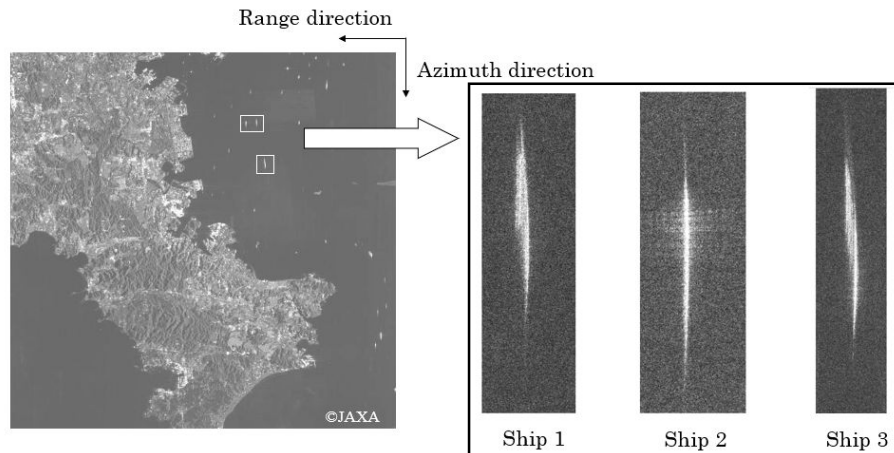 Range direction
Azimuth direction
©JAXA
Ship 1
Ship 2
Ship 3